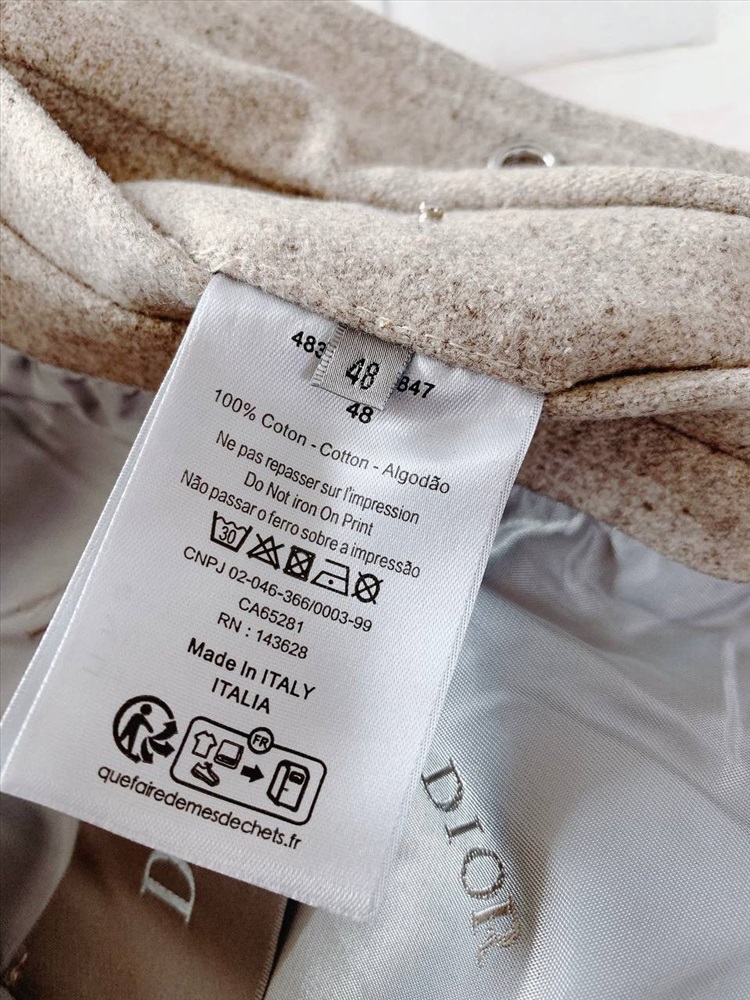 483
48
847
48
100% Coton - Cotton - Algodão
Ne pas repasser sur l'impression
Do Not iron On Print
Não passar o ferro sobre a impressão
30
CNPJ 02-046-366/0003-99
CA65281
RN : 143628
Made In ITALY
ITALIA
FR
quefairedemesdechets.fr
DIOR
D